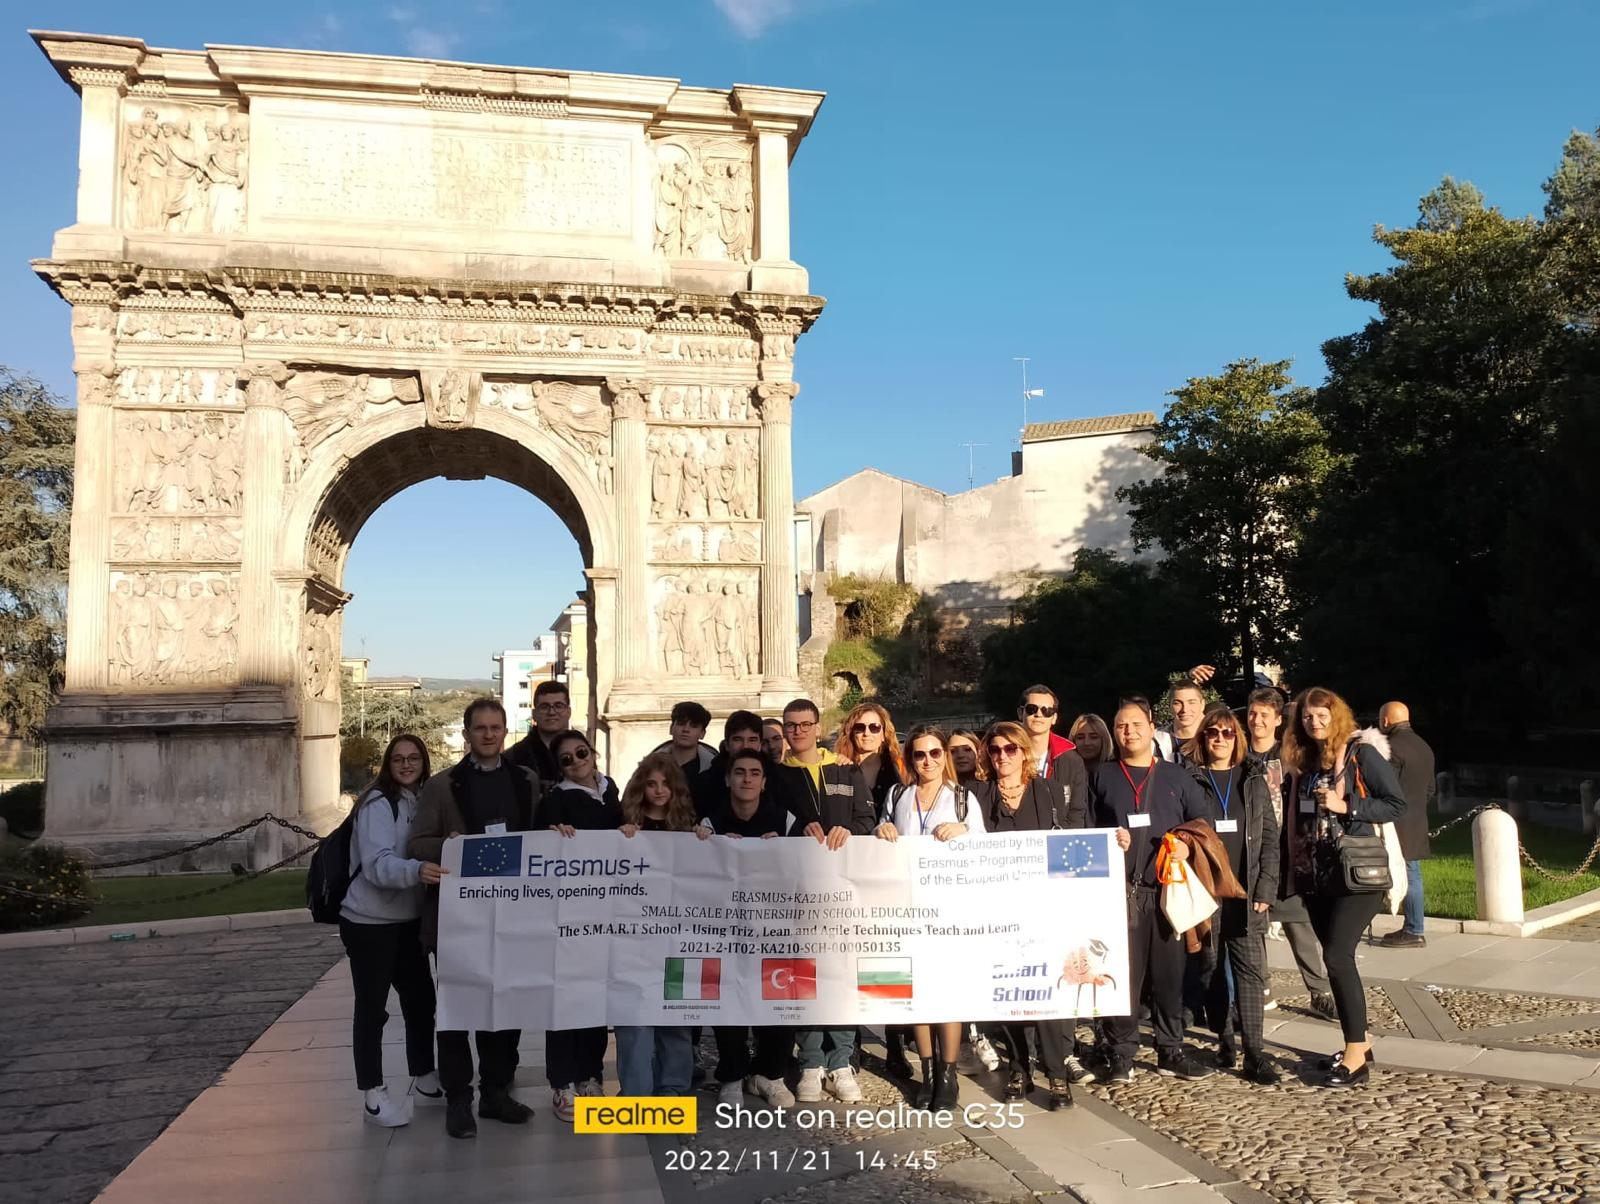 Erasmus+
Enriching lives, opening minds.
Co-funded by the
Erasmus+ Programme
of the European Union
ERASMUS+KA210 SCH
SMALL SCALE PARTNERSHIP IN SCHOOL EDUCATION
The S.M.A.R.T School - Using Triz , Lean and Agile Techniques Teach and Learn
2021-2-IT02-KA210-SCH-000050135
ITALY
TURKEY
Smart
School
realme Shot on realme C35
2022/11/21 14:45